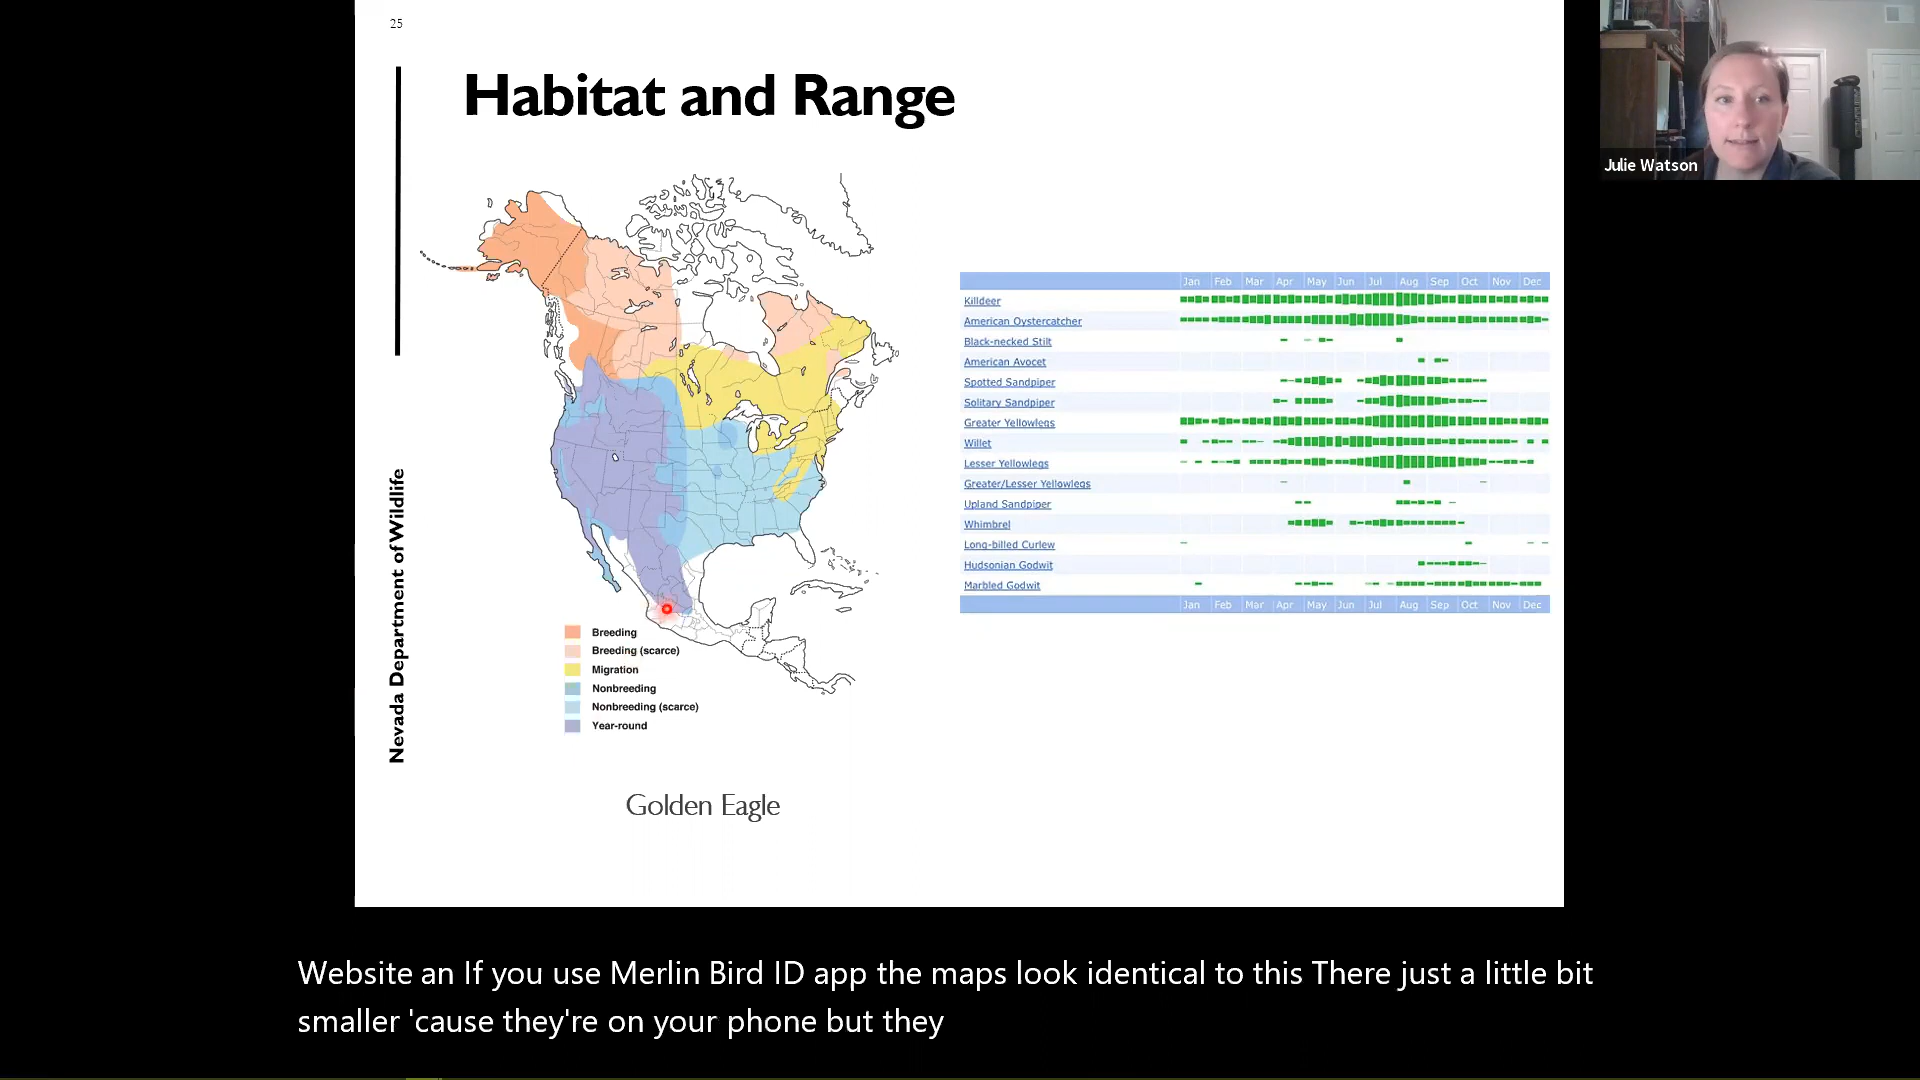 25
Habitat and Range
Julie Watson
Nevada Department of Wildlife
Breeding
Breeding (scarce)
Migration
Nonbreeding
Nonbreeding (scarce)
Year-round
Golden Eagle
Jan Feb Mar Apr May Jun Jul Aug Sep Oct Nov Dec
Killdeer
American Oystercatcher
Black-necked Stilt
American Avocet
Spotted Sandpiper
Solitary Sandpiper
Greater Yellowlegs
Willet
Lesser Yellowlegs
Greater/Lesser Yellowlegs
Upland Sandpiper
Whimbrel
Long-billed Curlew
Hudsonian Godwit
Marbled Godwit
Jan Feb Mar Apr May Jun Jul Aug Sep Oct Nov Dec
Website an If you use Merlin Bird ID app the maps look identical to this There just a little bit
smaller 'cause they're on your phone but they